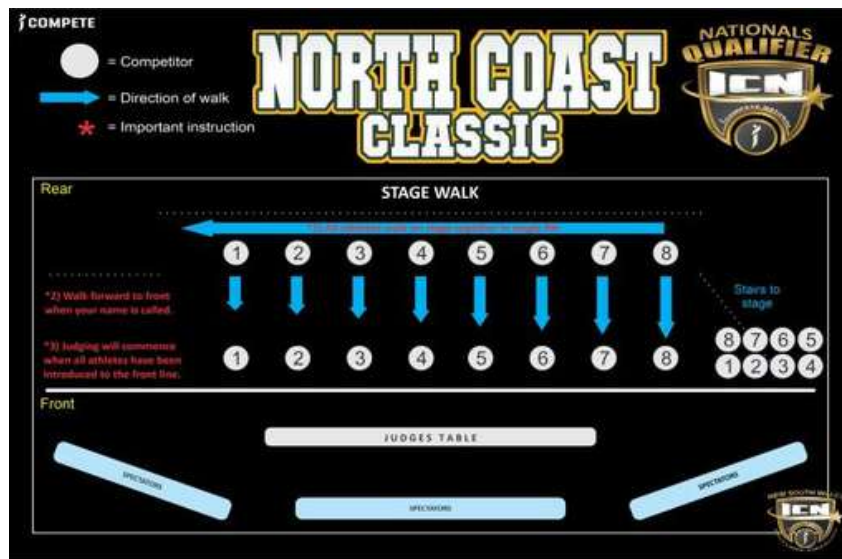 COMPETE
= Competitor
= Direction of walk
* = Important instruction
NORTH COAST
CLASSIC
NATIONALS
QUALIFIER
ICN
Rear
STAGE WALK
1 2 3 4 5 6 7 8
*2) Walk forward to front
when your name is called.
Stairs to
stage
*3) Judging will commence
when all athletes have been
introduced to the front line.
1 2 3 4 5 6 7 8
8 7 6 5
1 2 3 4
Front
JUDGES TABLE
SPECTATORS
SPECTATORS
SPECTATORS
NEW SOUTH WALES
ICN